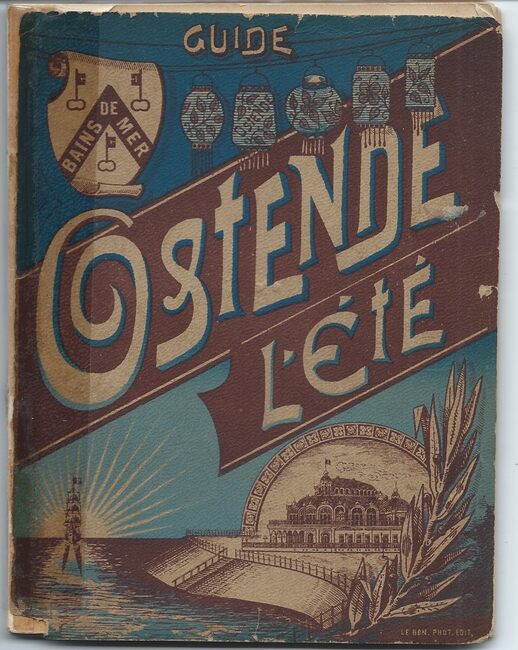 GUIDE
BAINS DE MER
OSTENDE
L'ÉTÉ
LE BON, PHOT. EDIT.